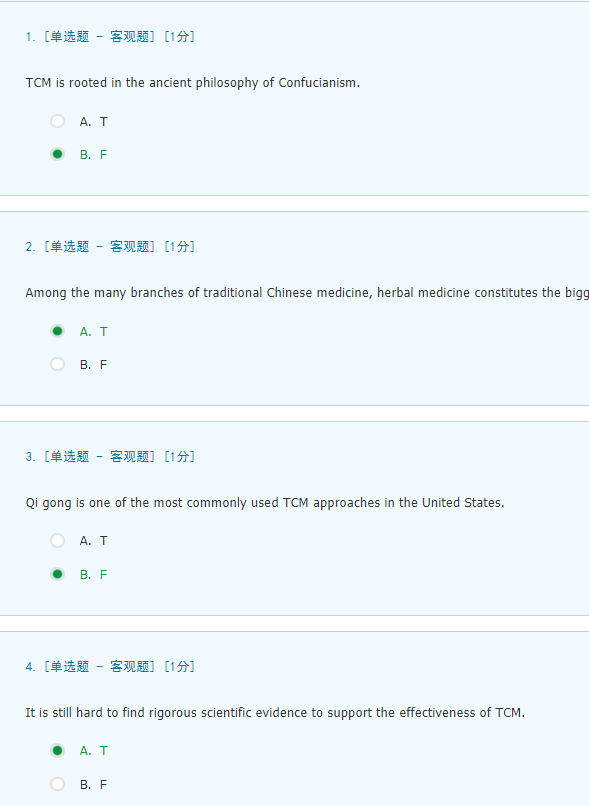 1. [单选题 - 客观题] [1分]
TCM is rooted in the ancient philosophy of Confucianism.
A. T
B. F
2. [单选题 - 客观题] [1分]
Among the many branches of traditional Chinese medicine, herbal medicine constitutes the bigg
A. T
B. F
3. [单选题 - 客观题] [1分]
Qi gong is one of the most commonly used TCM approaches in the United States.
A. T
B. F
4. [单选题 - 客观题] [1分]
It is still hard to find rigorous scientific evidence to support the effectiveness of TCM.
A. T
B. F